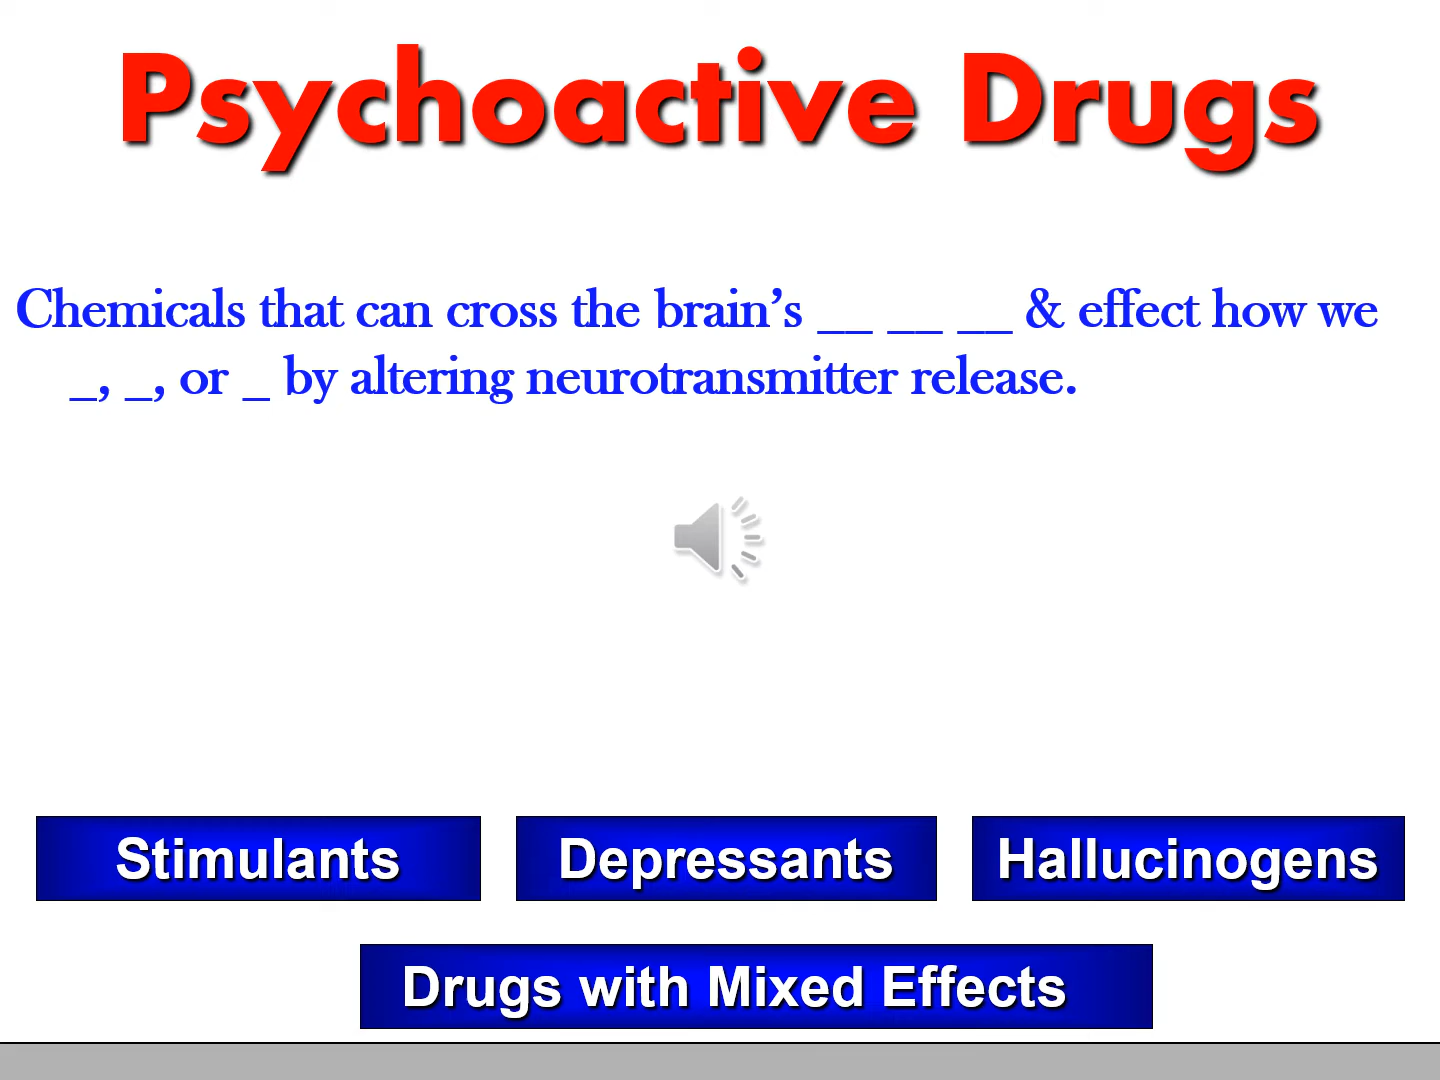 Psychoactive Drugs
Chemicals that can cross the brain’s __ __ __ & effect how we
_, _, or _ by altering neurotransmitter release.
Stimulants
Depressants
Hallucinogens
Drugs with Mixed Effects